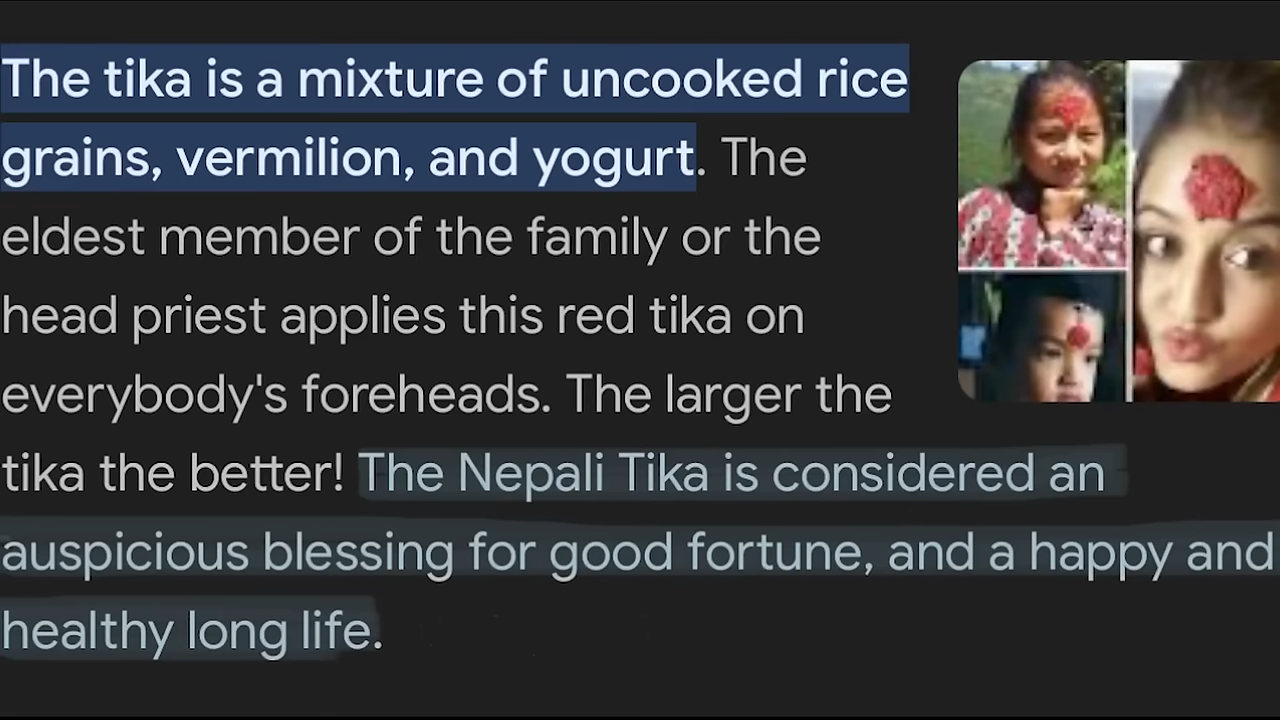 The tika is a mixture of uncooked rice
grains, vermilion, and yogurt. The
eldest member of the family or the
head priest applies this red tika on
everybody's foreheads. The larger the
tika the better! The Nepali Tika is considered an
auspicious blessing for good fortune, and a happy and
healthy long life.